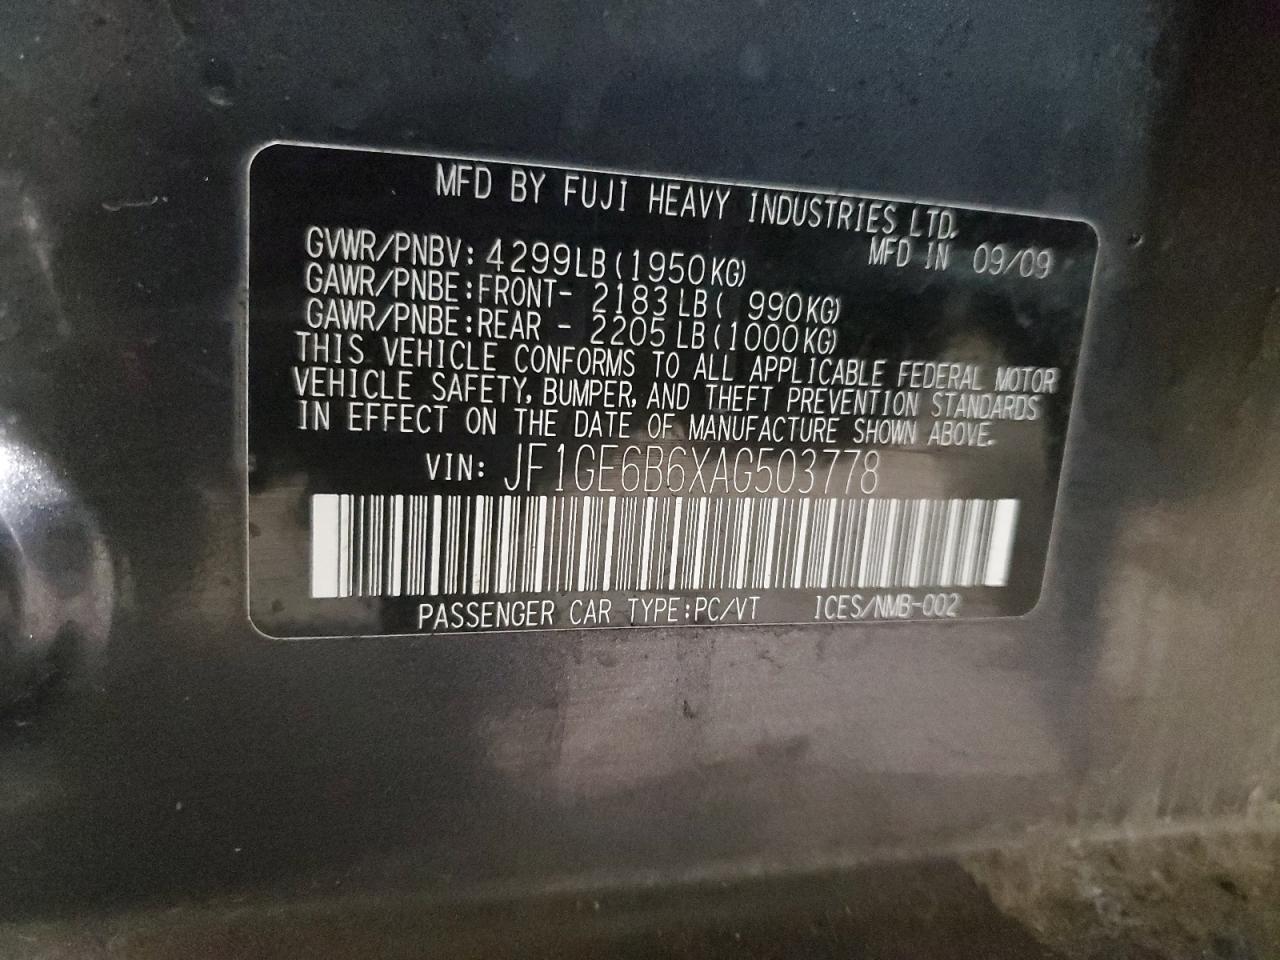 MFD BY FUJI HEAVY INDUSTRIES LTD.
MFD IN 09/09
GVWR/PNBV: 4299LB(1950KG)
GAWR/PNBE:FRONT- 2183LB( 990KG)
GAWR/PNBE:REAR - 2205LB(1000KG)
THIS VEHICLE CONFORMS TO ALL APPLICABLE FEDERAL MOTOR
VEHICLE SAFETY, BUMPER, AND THEFT PREVENTION STANDARDS
IN EFFECT ON THE DATE OF MANUFACTURE SHOWN ABOVE.
VIN: JF1GE6B6XAG503778
PASSENGER CAR TYPE:PC/VT ICES/NMB-002